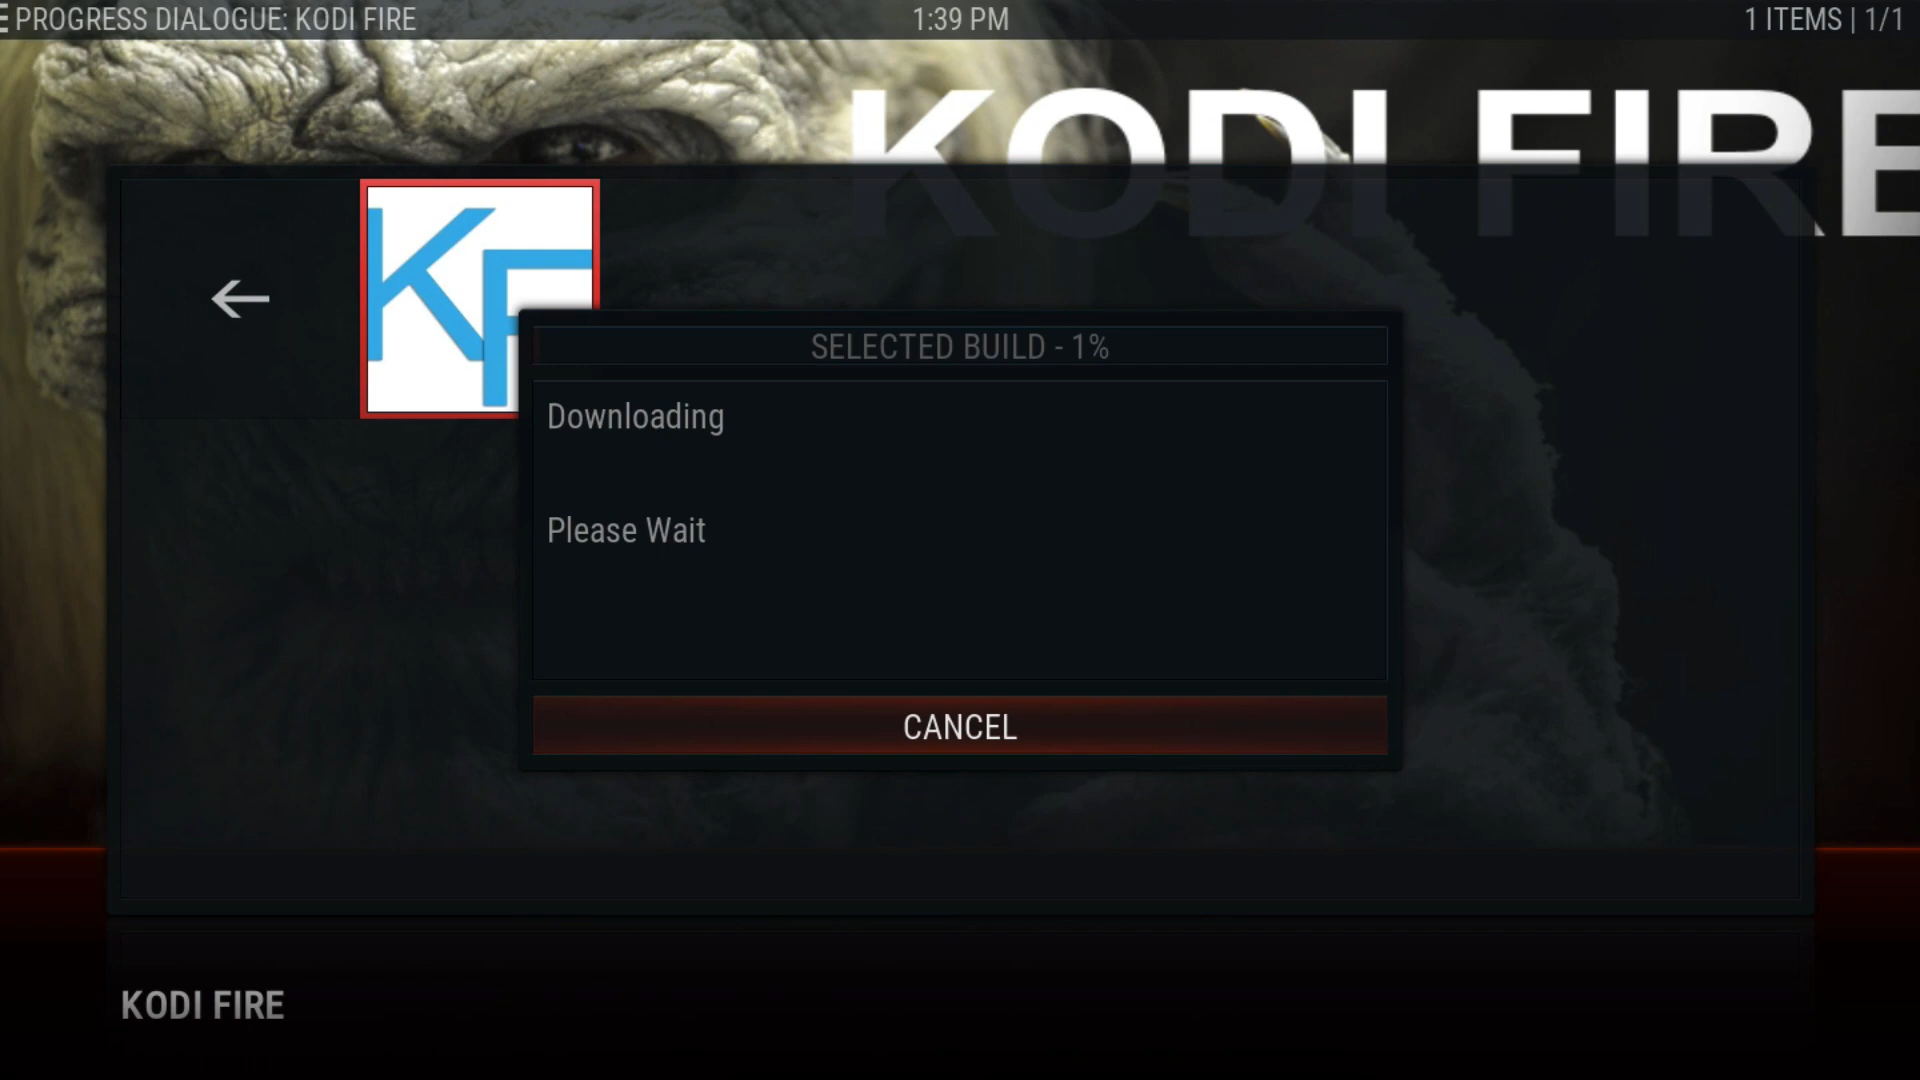 PROGRESS DIALOGUE: KODI FIRE
1:39 PM
1 ITEMS | 1/1
KODI FIRE
KF
SELECTED BUILD - 1%
Downloading
Please Wait
CANCEL
KODI FIRE